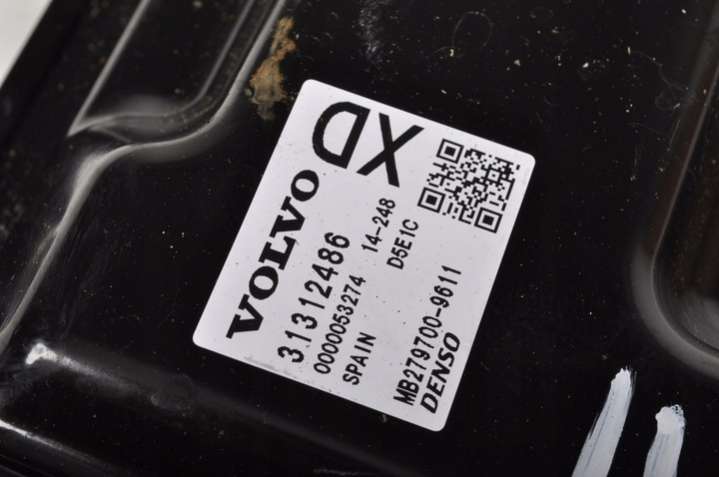 XD
VOLVO
31312486 14-248
0000053274 D5E1C
SPAIN
MB279700-9611
DENSO